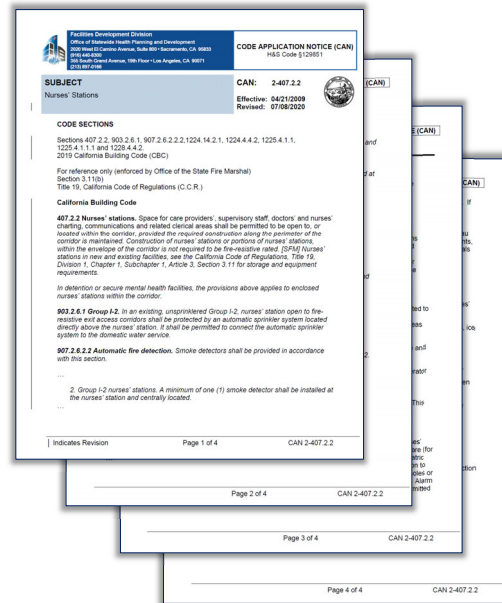 Facilities Development Division
Office of Statewide Health Planning and Development
2020 West El Camino Avenue, Suite 800 • Sacramento, CA 95833
(916) 440-8300
355 South Grand Avenue, 19th Floor • Los Angeles, CA 90071
(213) 897-0166
CODE APPLICATION NOTICE (CAN)
H&S Code §129851
SUBJECT
Nurses' Stations
CAN: 2-407.2.2
Effective: 04/21/2009
Revised: 07/08/2020
CODE SECTIONS
Sections 407.2.2, 903.2.6.1, 907.2.6.2.2.2,1224.14.2.1, 1224.4.4.2, 1225.4.1.1,
1225.4.1.1.1 and 1228.4.4.2.
2019 California Building Code (CBC)
For reference only (enforced by Office of the State Fire Marshal)
Section 3.11(b)
Title 19, California Code of Regulations (C.C.R.)
California Building Code
407.2.2 Nurses' stations. Space for care providers', supervisory staff, doctors' and nurses'
charting, communications and related clerical areas shall be permitted to be open to, or
located within the corridor, provided the required construction along the perimeter of the
corridor is maintained. Construction of nurses' stations or portions of nurses' stations,
within the envelope of the corridor is not required to be fire-resistive rated. [SFM] Nurses'
stations in new and existing facilities, see the California Code of Regulations, Title 19,
Division 1, Chapter 1, Subchapter 1, Article 3, Section 3.11 for storage and equipment
requirements.
In detention or secure mental health facilities, the provisions above applies to enclosed
nurses' stations within the corridor.
903.2.6.1 Group I-2. In an existing, unsprinklered Group I-2, nurses' station open to fire-
resistive exit access corridors shall be protected by an automatic sprinkler system located
directly above the nurses' station. It shall be permitted to connect the automatic sprinkler
system to the domestic water service.
907.2.6.2.2 Automatic fire detection. Smoke detectors shall be provided in accordance
with this section.
…
2. Group I-2 nurses' stations. A minimum of one (1) smoke detector shall be installed at
the nurses' station and centrally located.
…
Indicates Revision
Page 1 of 4
CAN 2-407.2.2
(CAN)
and
d at
2.
Page 2 of 4
CAN 2-407.2.2
E (CAN)
ted to
and
This
Alarm
Page 3 of 4
CAN 2-407.2.2
CAN)
If
Page 4 of 4
CAN 2-407.2.2